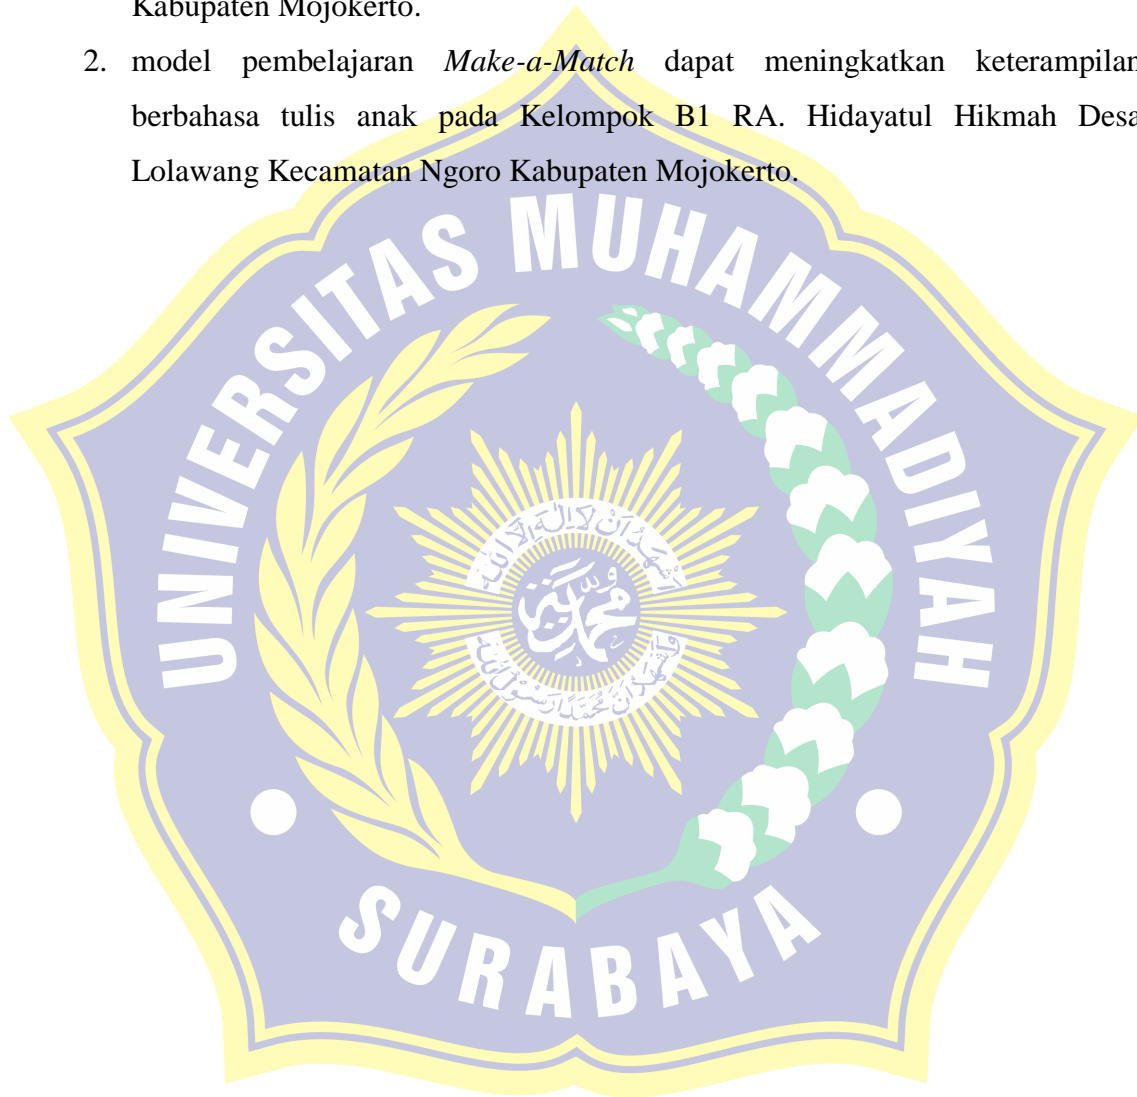 Kabupaten Mojokerto.
2. model pembelajaran Make-a-Match dapat meningkatkan keterampilan
berbahasa tulis anak pada Kelompok B1 RA. Hidayatul Hikmah Desa
Lolawang Kecamatan Ngoro Kabupaten Mojokerto.
UNIVERSITAS MUHAMMADIYAH
محمد
SURABAYA